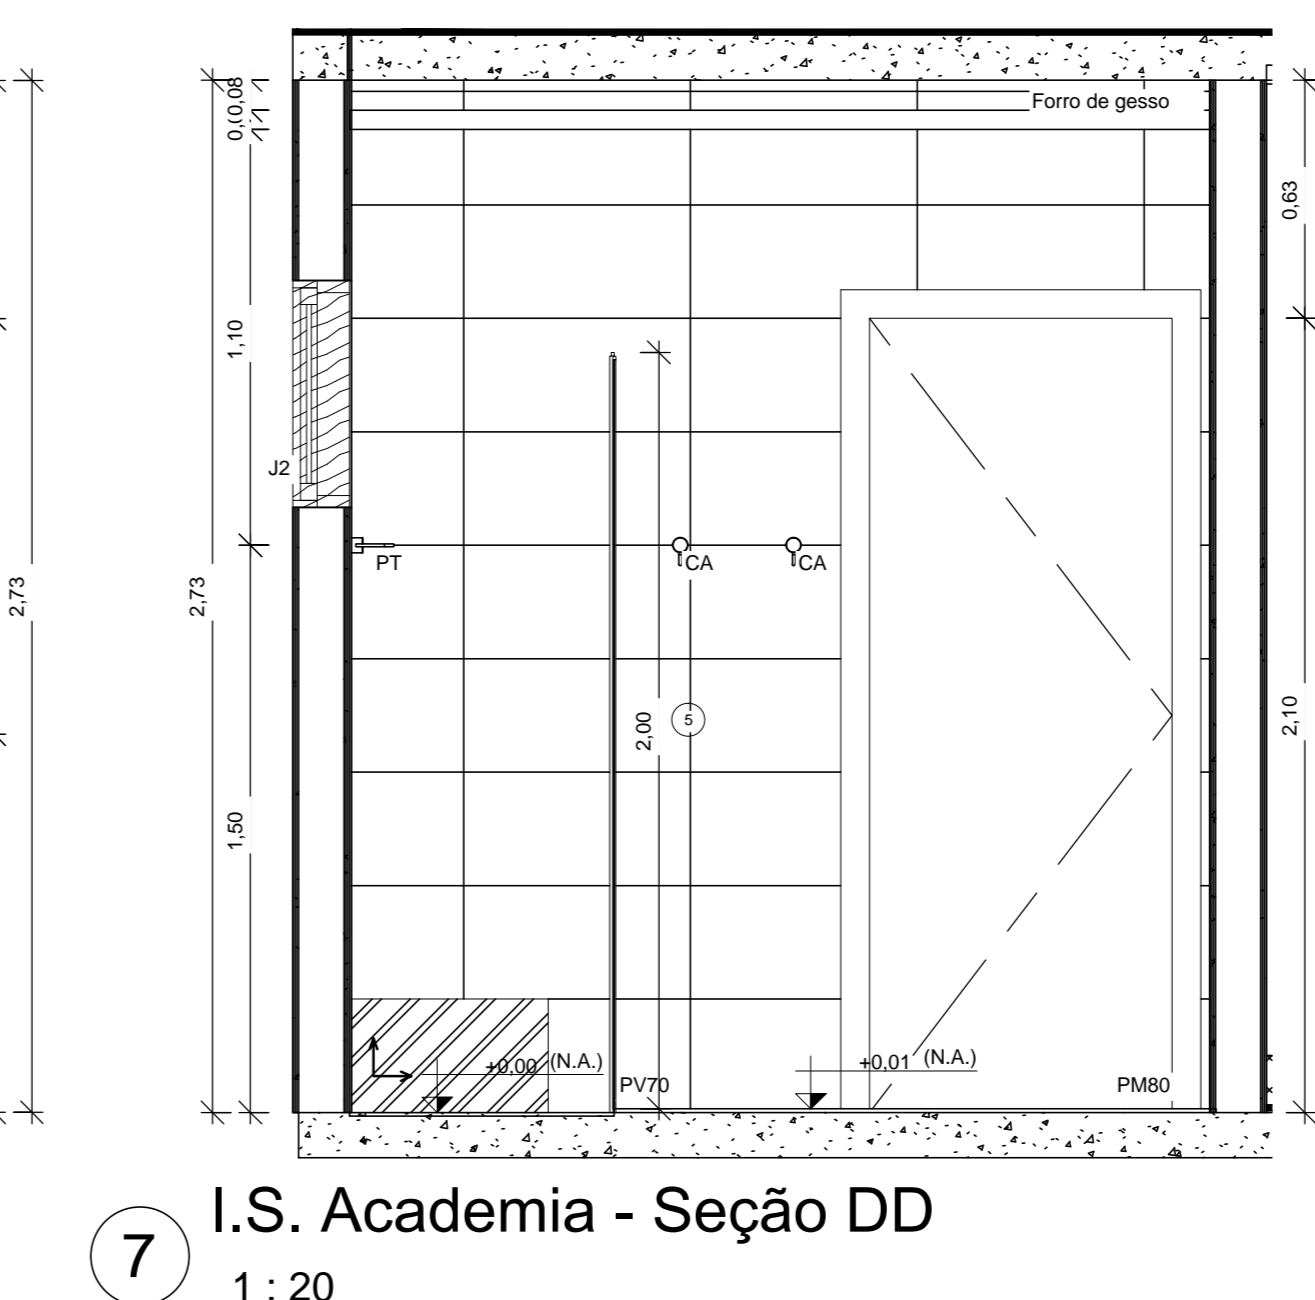 Forro de gesso
0,08
0,63
1,10
J2
PT
CA
CA
2,73
2,73
2,00
5
2,10
1,50
+0,00 (N.A.)
+0,01 (N.A.)
PV70
PM80
7
I.S. Academia - Seção DD
1 : 20